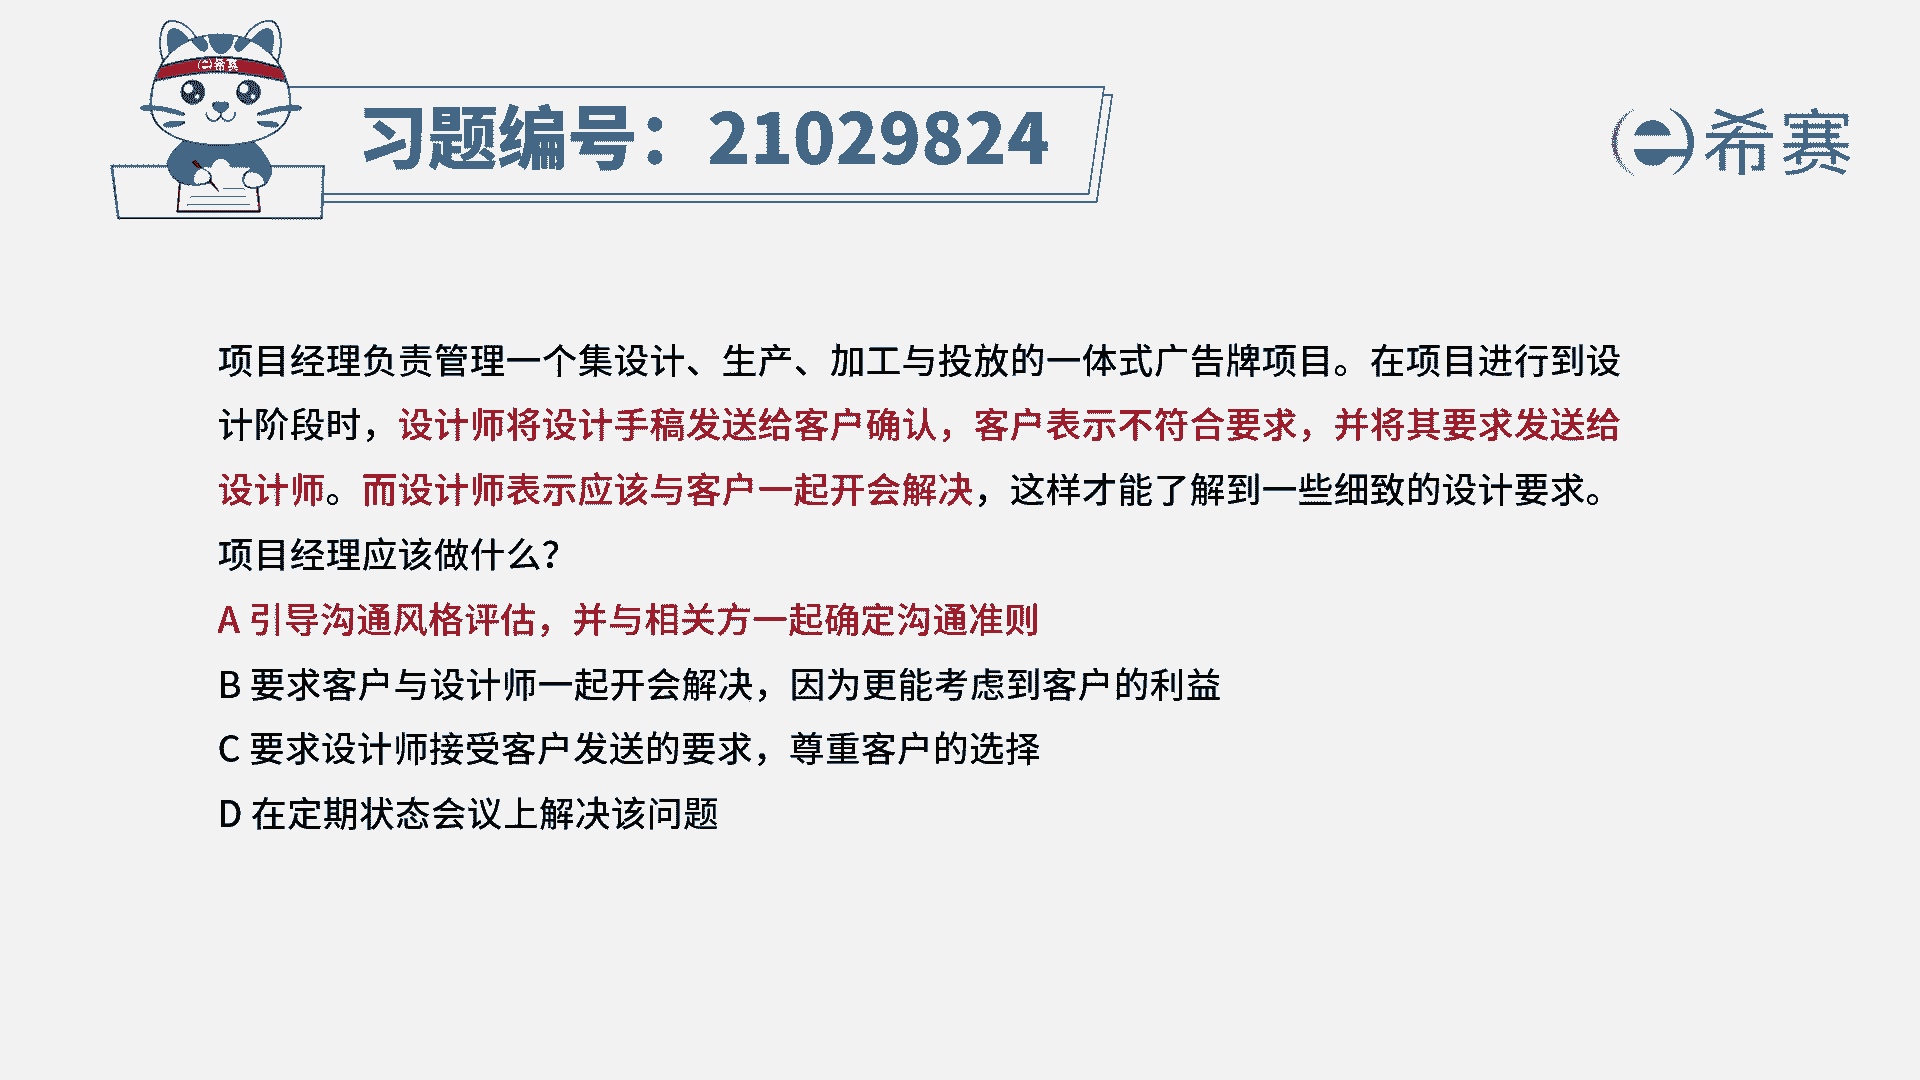 希赛
习题编号：21029824
希赛
项目经理负责管理一个集设计、生产、加工与投放的一体式广告牌项目。在项目进行到设
计阶段时，设计师将设计手稿发送给客户确认，客户表示不符合要求，并将其要求发送给
设计师。而设计师表示应该与客户一起开会解决，这样才能了解到一些细致的设计要求。
项目经理应该做什么？
A 引导沟通风格评估，并与相关方一起确定沟通准则
B 要求客户与设计师一起开会解决，因为更能考虑到客户的利益
C 要求设计师接受客户发送的要求，尊重客户的选择
D 在定期状态会议上解决该问题